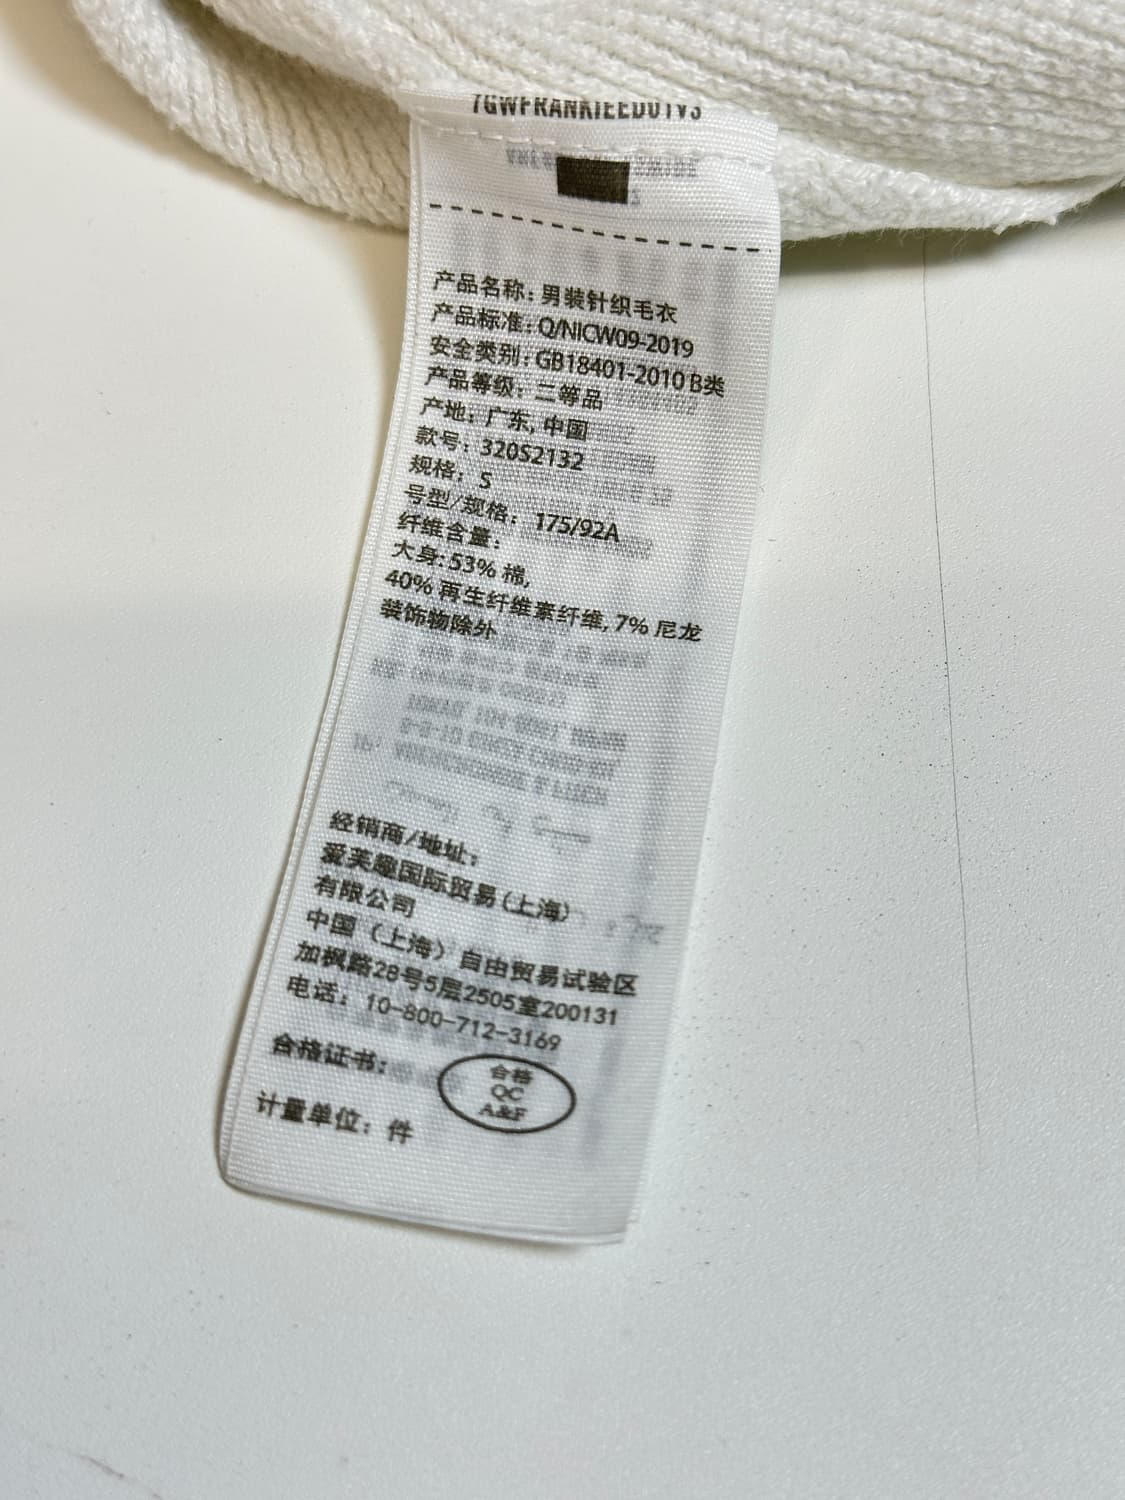 产品名称: 男装针织毛衣
产品标准: Q/NICW09-2019
安全类别: GB18401-2010 B类
产品等级: 二等品
产地: 广东, 中国
款号: 320S2132
规格: S
号型/规格: 175/92A
纤维含量:
大身: 53% 棉,
40% 再生纤维素纤维, 7% 尼龙
装饰物除外
经销商/地址:
爱芙趣国际贸易(上海)
有限公司
中国（上海）自由贸易试验区
加枫路28号5层2505室200131
电话: 10-800-712-3169
合格证书:
合格
QC
A&F
计量单位: 件